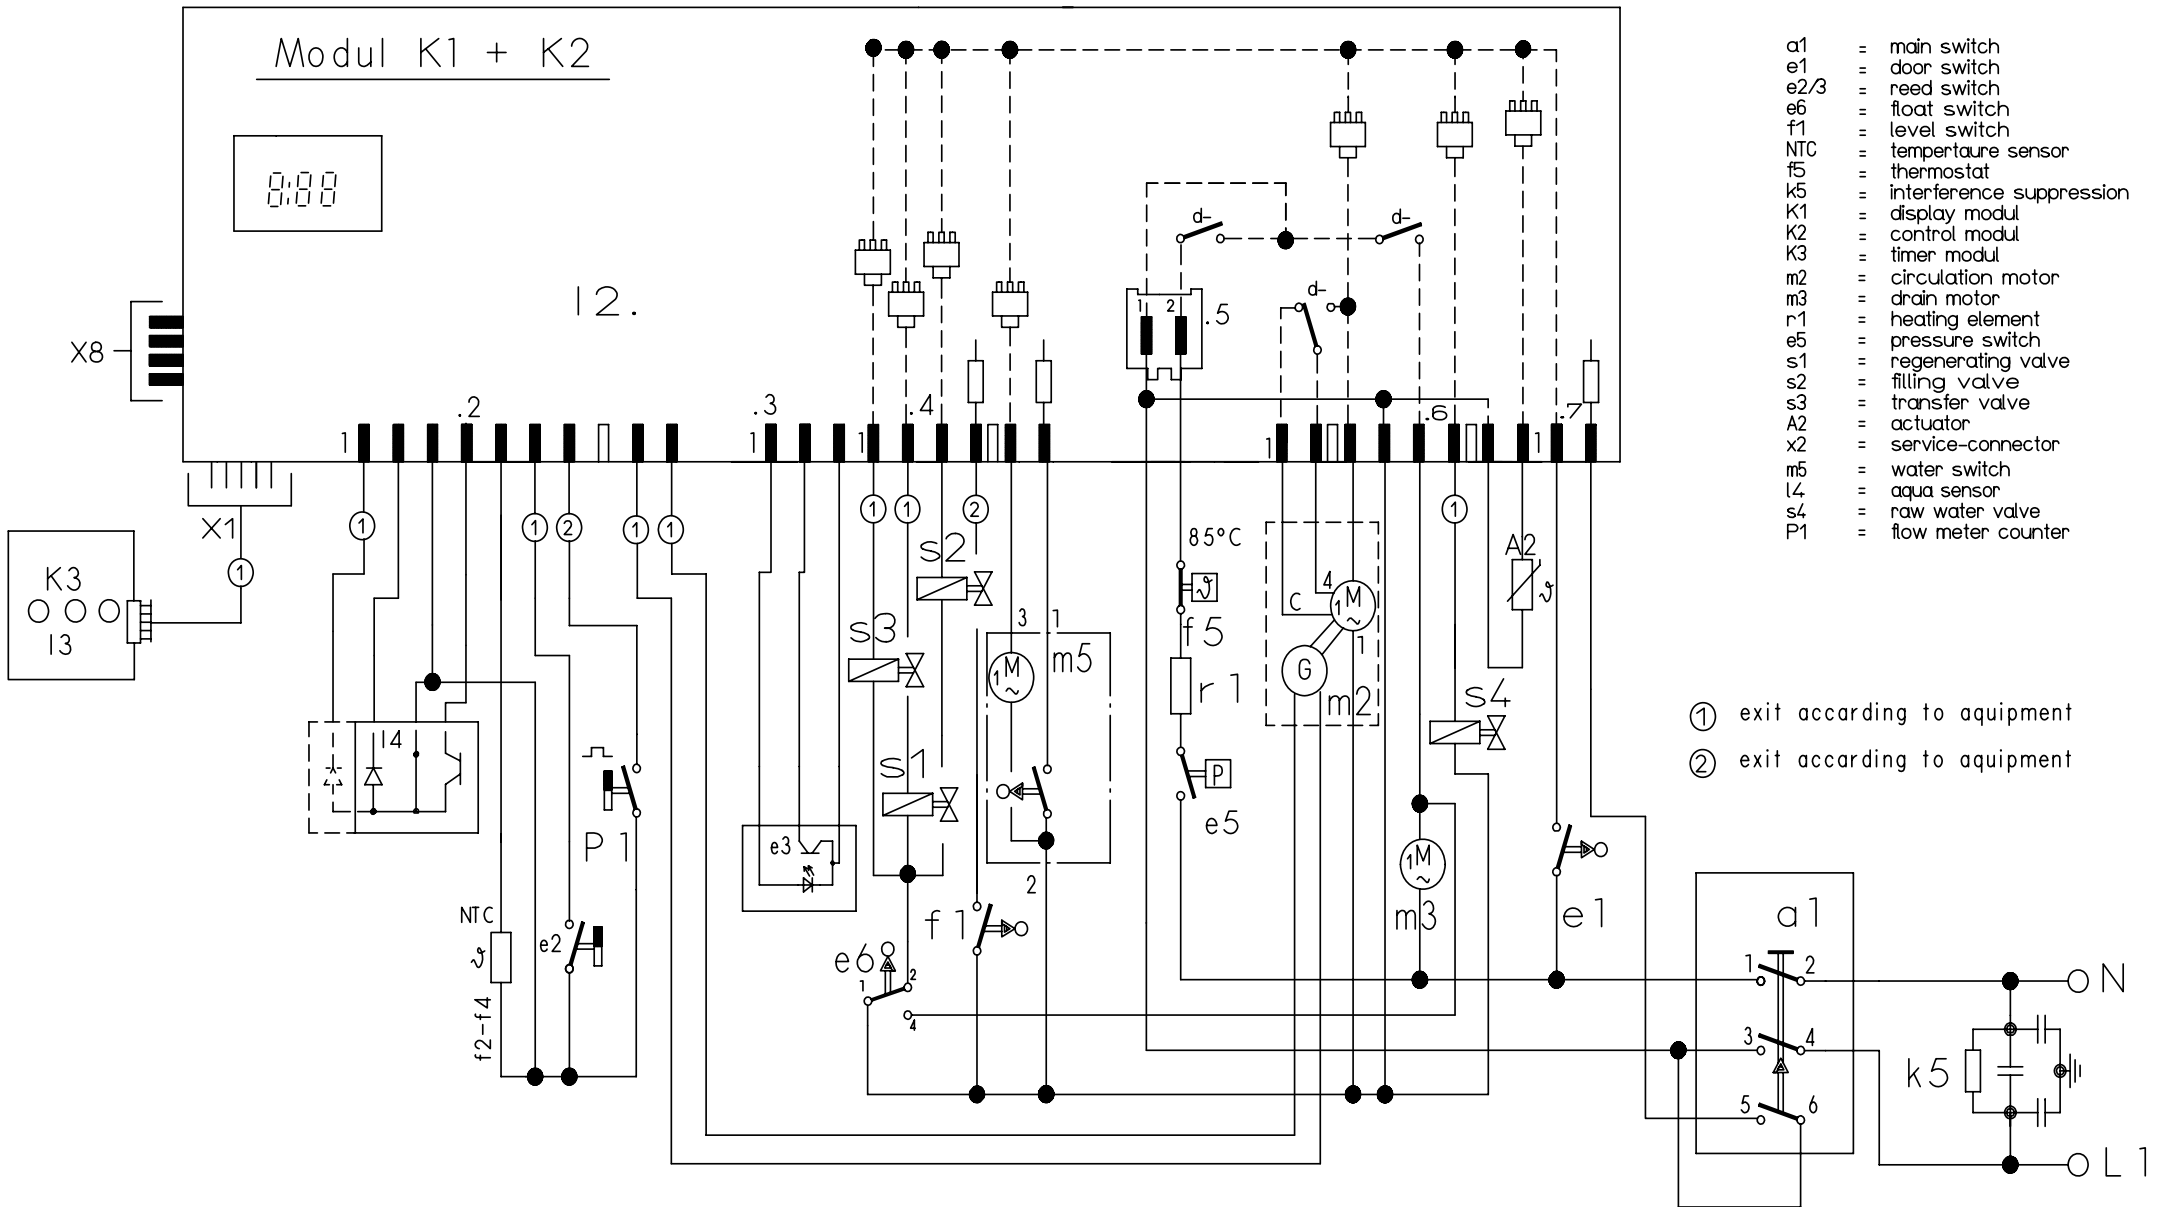 Modul K1 + K2
a1 = main switch
e1 = door switch
e2/3 = reed switch
e6 = float switch
f1 = level switch
NTC = tempertaure sensor
f5 = thermostat
k5 = interference suppression
K1 = display modul
K2 = control modul
K3 = timer modul
m2 = circulation motor
m3 = drain motor
r1 = heating element
e5 = pressure switch
s1 = regenerating valve
s2 = filling valve
s3 = transfer valve
A2 = actuator
x2 = service-connector
m5 = water switch
l4 = aqua sensor
s4 = raw water valve
P1 = flow meter counter
8:88
d- d-
d-
I2.
1 2 .5
X8
.2 .3 .4 .6 .7
1 1 1 1 1
X1
1 1 1 2 1 1 1 1 2 1
85°C
s2
A2
K3
I3
4
C
1 M ~
ϑ
ϑ
s3
3 1
f5
1
m5
1 M ~
G
r1
m2
s4
1 exit accarding to aquipment
2 exit accarding to aquipment
I4
S1
P
e5
P1
e3
1 M ~
2
m3
e1
a1
NTC
ϑ
e2
f1
e6
1 2
4
1 2
N
3 4
f2-f4
k5
5 6
L1